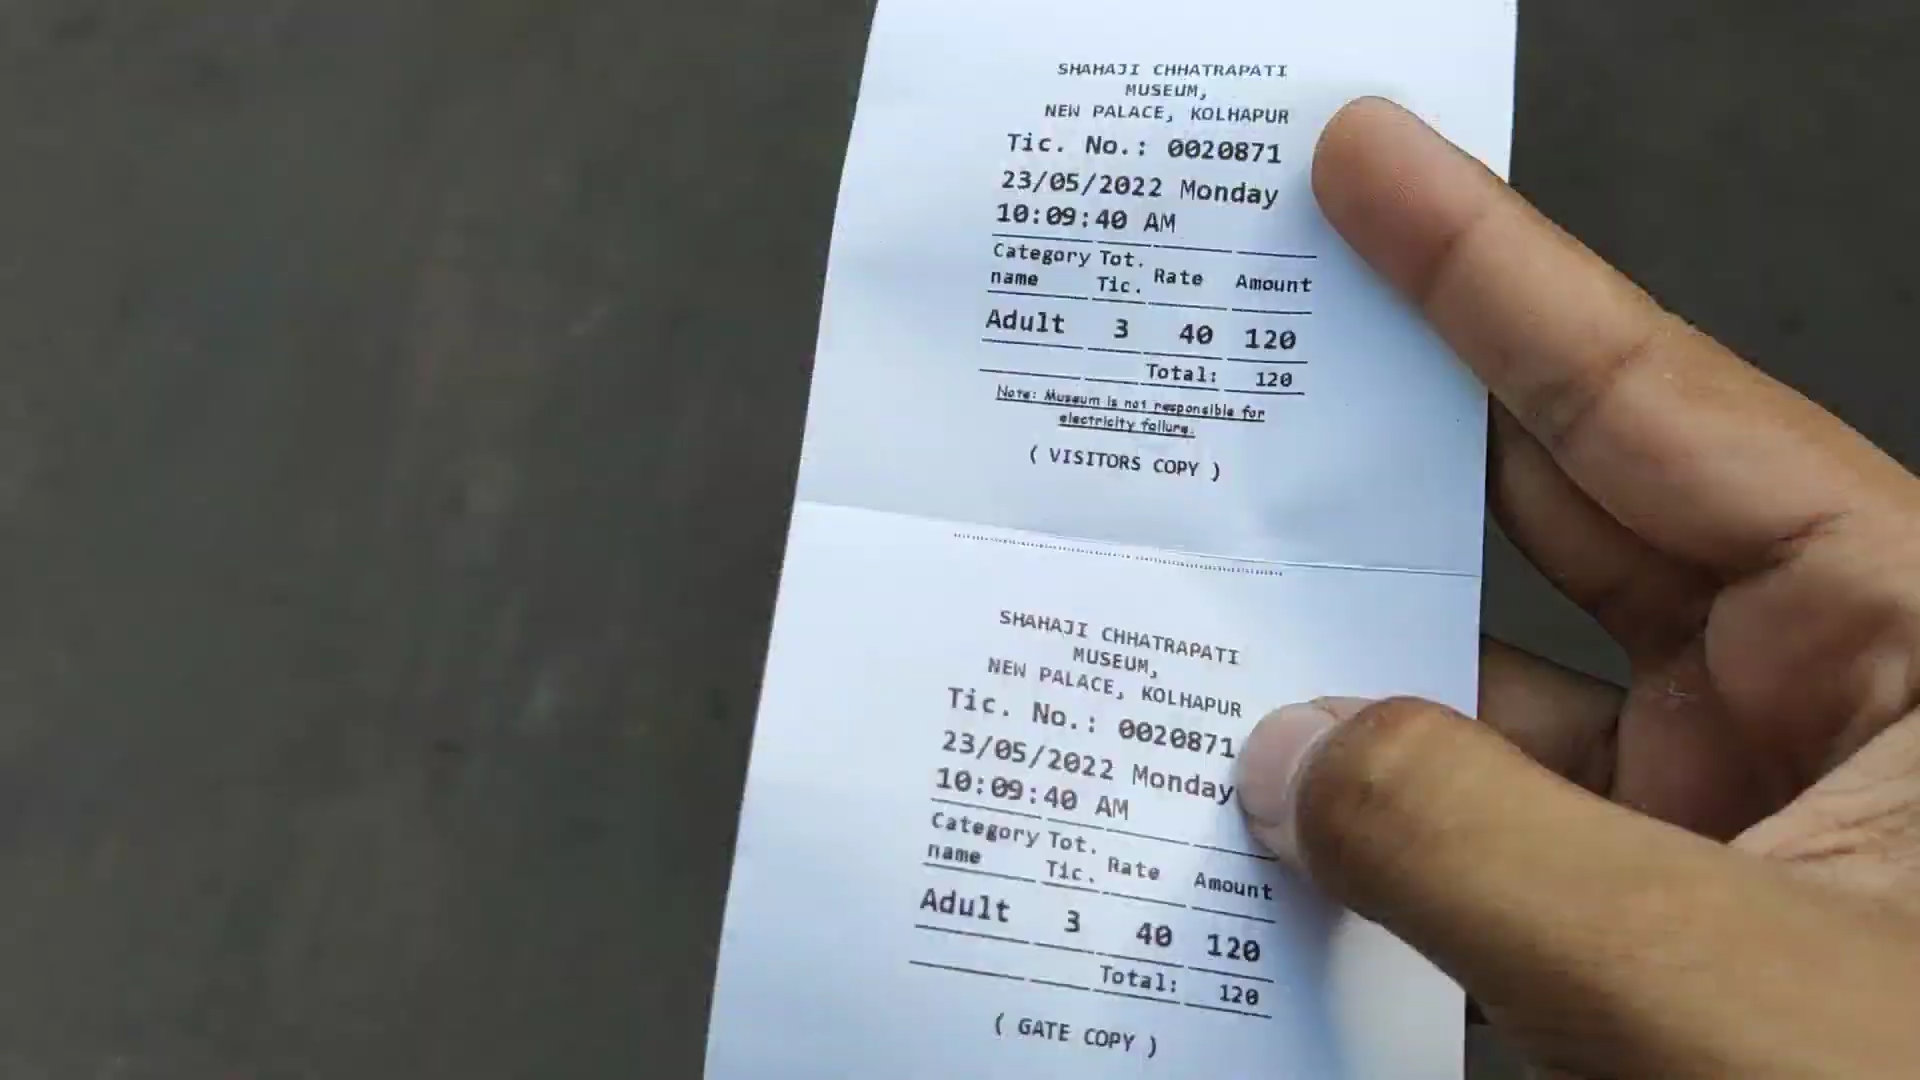 SHAHAJI CHHATRAPATI
MUSEUM,
NEW PALACE, KOLHAPUR
Tic. No.: 0020871
23/05/2022 Monday
10:09:40 AM
Category Tot. Rate Amount
name Tic.
Adult 3 40 120
Total: 120
Note: Museum is not responsible for
electricity failure.
( VISITORS COPY )
SHAHAJI CHHATRAPATI
MUSEUM,
NEW PALACE, KOLHAPUR
Tic. No.: 0020871
23/05/2022 Monday
10:09:40 AM
Category Tot. Rate Amount
name Tic.
Adult 3 40 120
Total: 120
( GATE COPY )